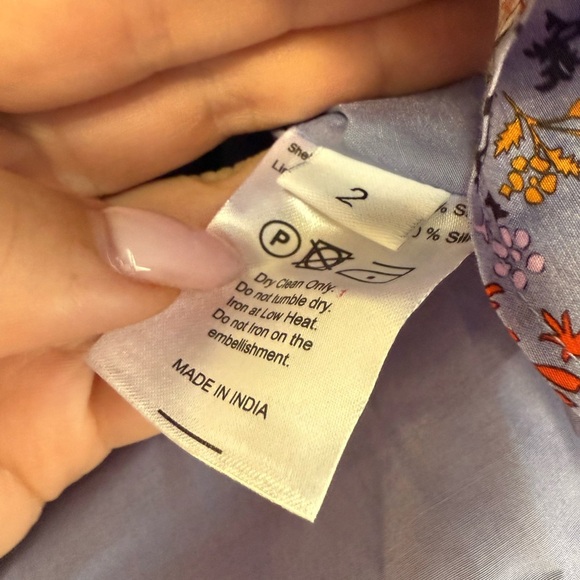 2
% S
% Sil
P
Dry Clean Only.
Do not tumble dry.
Iron at Low Heat.
Do not Iron on the
embellishment.
MADE IN INDIA